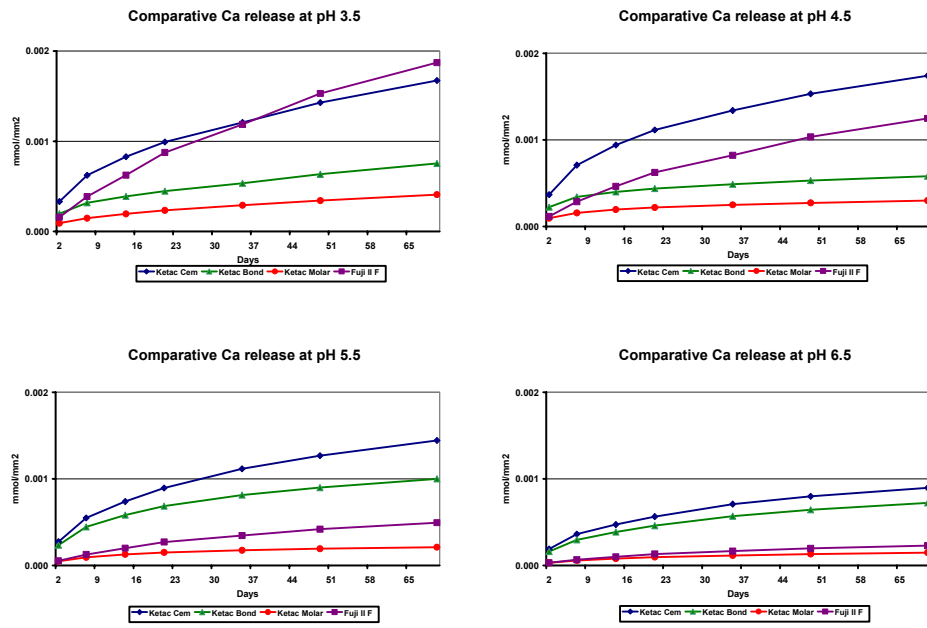 Comparative Ca release at pH 3.5
0.002
0.001
0.000
mmol/mm2
2 9 16 23 30 37 44 51 58 65
Days
Ketac Cem Ketac Bond Ketac Molar Fuji II F
Comparative Ca release at pH 4.5
0.002
0.001
0.000
mmol/mm2
2 9 16 23 30 37 44 51 58 65
Days
Ketac Cem Ketac Bond Ketac Molar Fuji II F
Comparative Ca release at pH 5.5
0.002
0.001
0.000
mmol/mm2
2 9 16 23 30 37 44 51 58 65
Days
Ketac Cem Ketac Bond Ketac Molar Fuji II F
Comparative Ca release at pH 6.5
0.002
0.001
0.000
mmol/mm2
2 9 16 23 30 37 44 51 58 65
Days
Ketac Cem Ketac Bond Ketac Molar Fuji II F